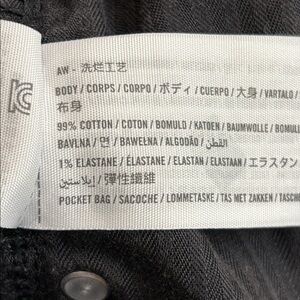 AW - 洗烂工艺
BODY / CORPS / CORPO / ボディ / CUERPO / 大身 / VARTALO /
布身
99% COTTON / COTON / BOMULD / KATOEN / BAUMWOLLE / BOMUL
BAVLNA / 면 / BAWEŁNA / ALGODÃO / القطن /
1% ELASTANE / ÉLASTANE / ELASTAN / ELASTAAN / エラスタン
إيلاستين / 彈性纖維
POCKET BAG / SACOCHE / LOMMETASKE / TAS MET ZAKKEN / TASCHE